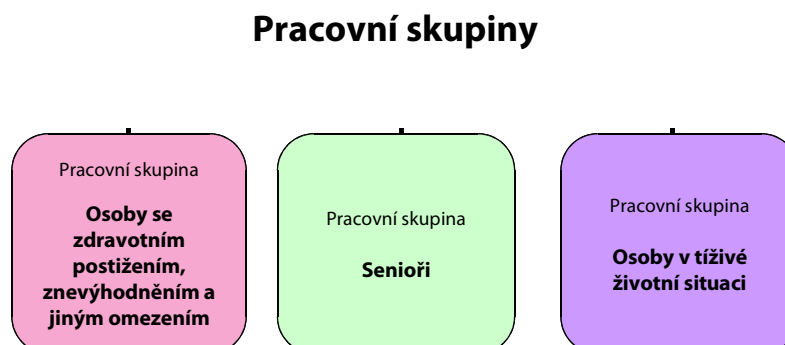 Pracovní skupiny
Pracovní skupina
Osoby se
zdravotním
postižením,
znevýhodněním a
jiným omezením
Pracovní skupina
Senioři
Pracovní skupina
Osoby v tíživé
životní situaci